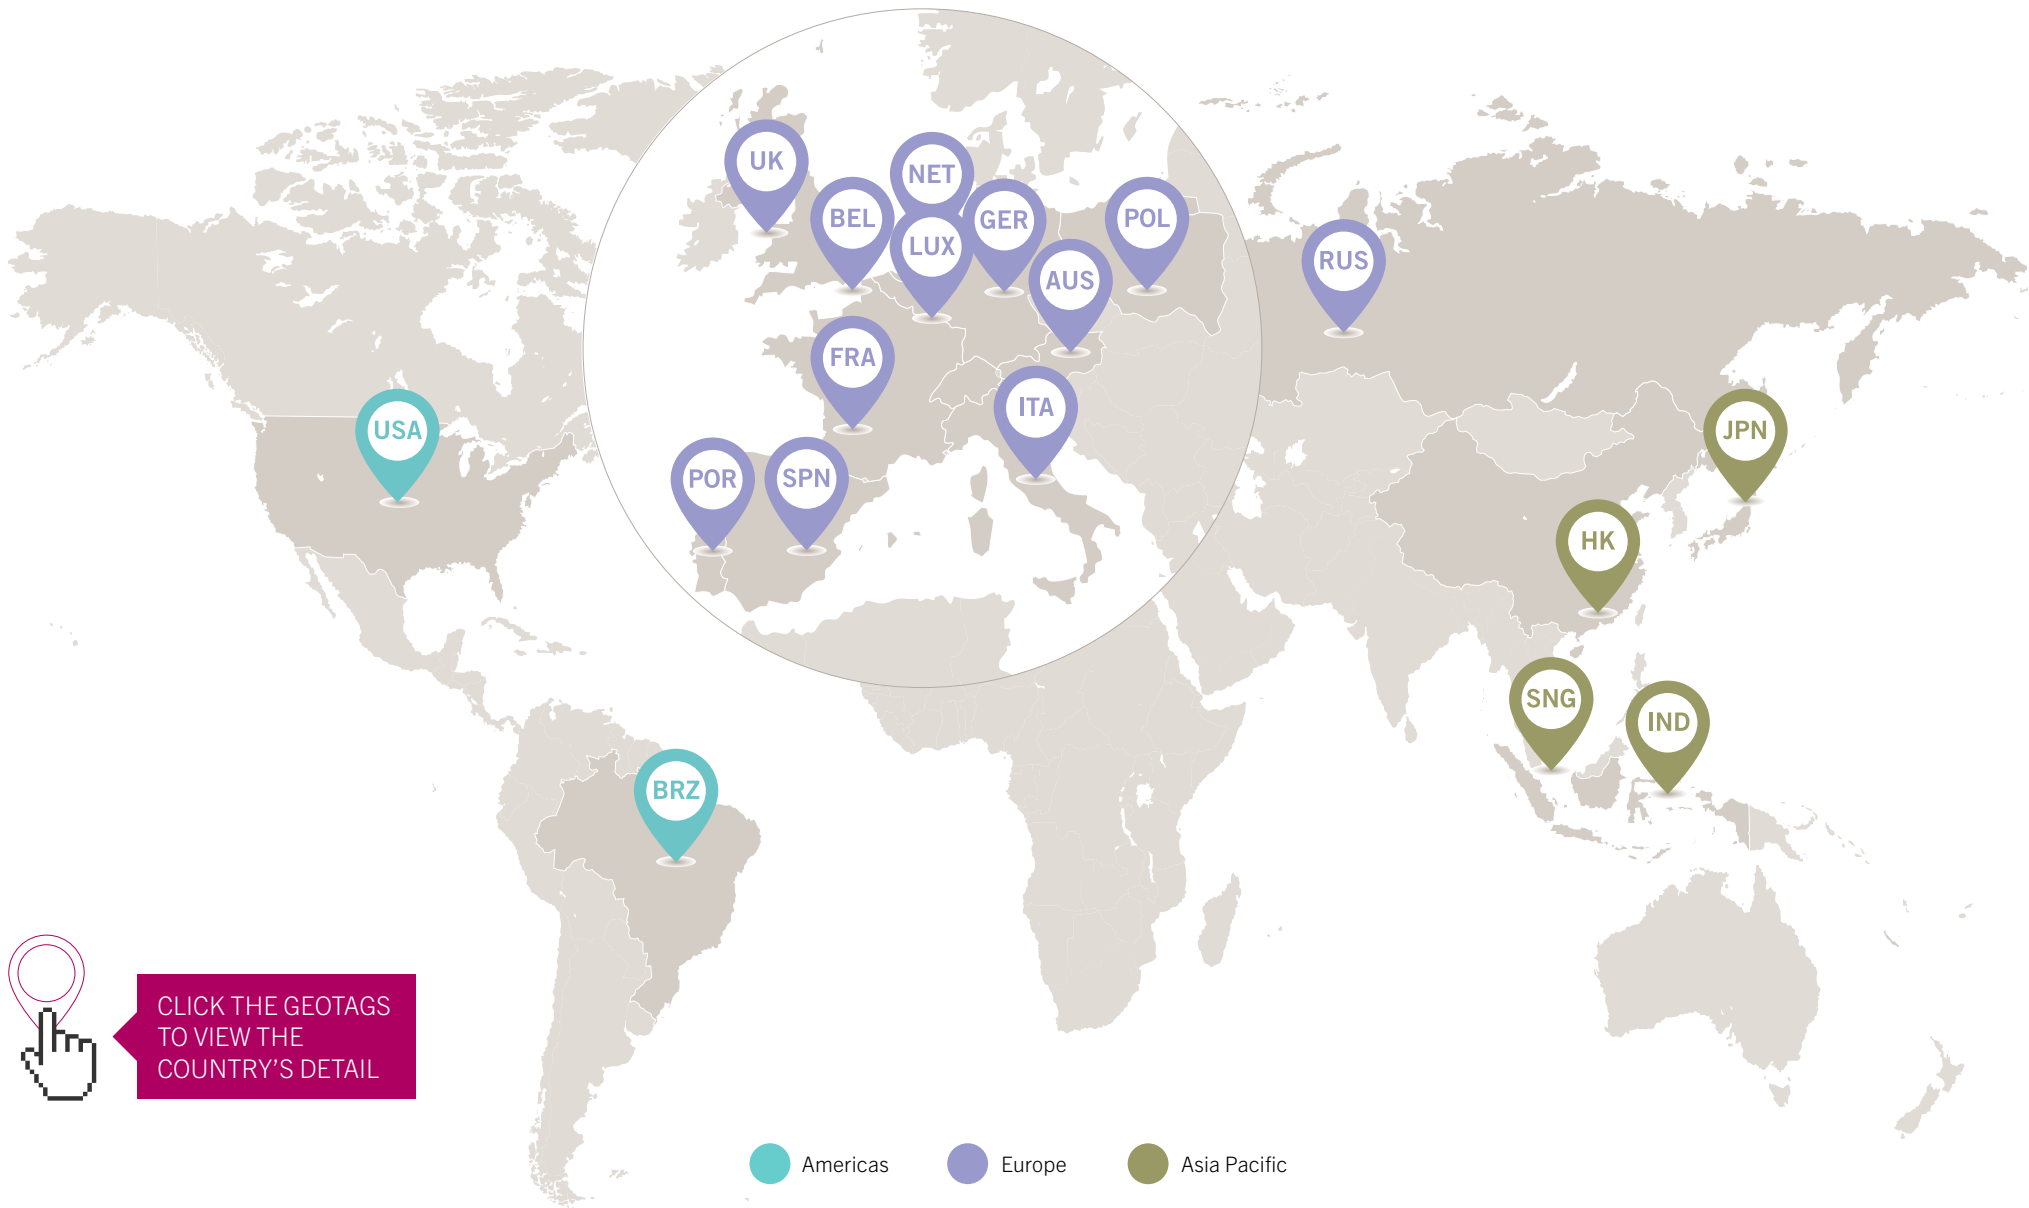 UK
NET
BEL
GER
POL
LUX
RUS
AUS
FRA
ITA
USA
JPN
POR
SPN
HK
SNG
IND
BRZ
CLICK THE GEOTAGS
TO VIEW THE
COUNTRY'S DETAIL
Americas
Europe
Asia Pacific